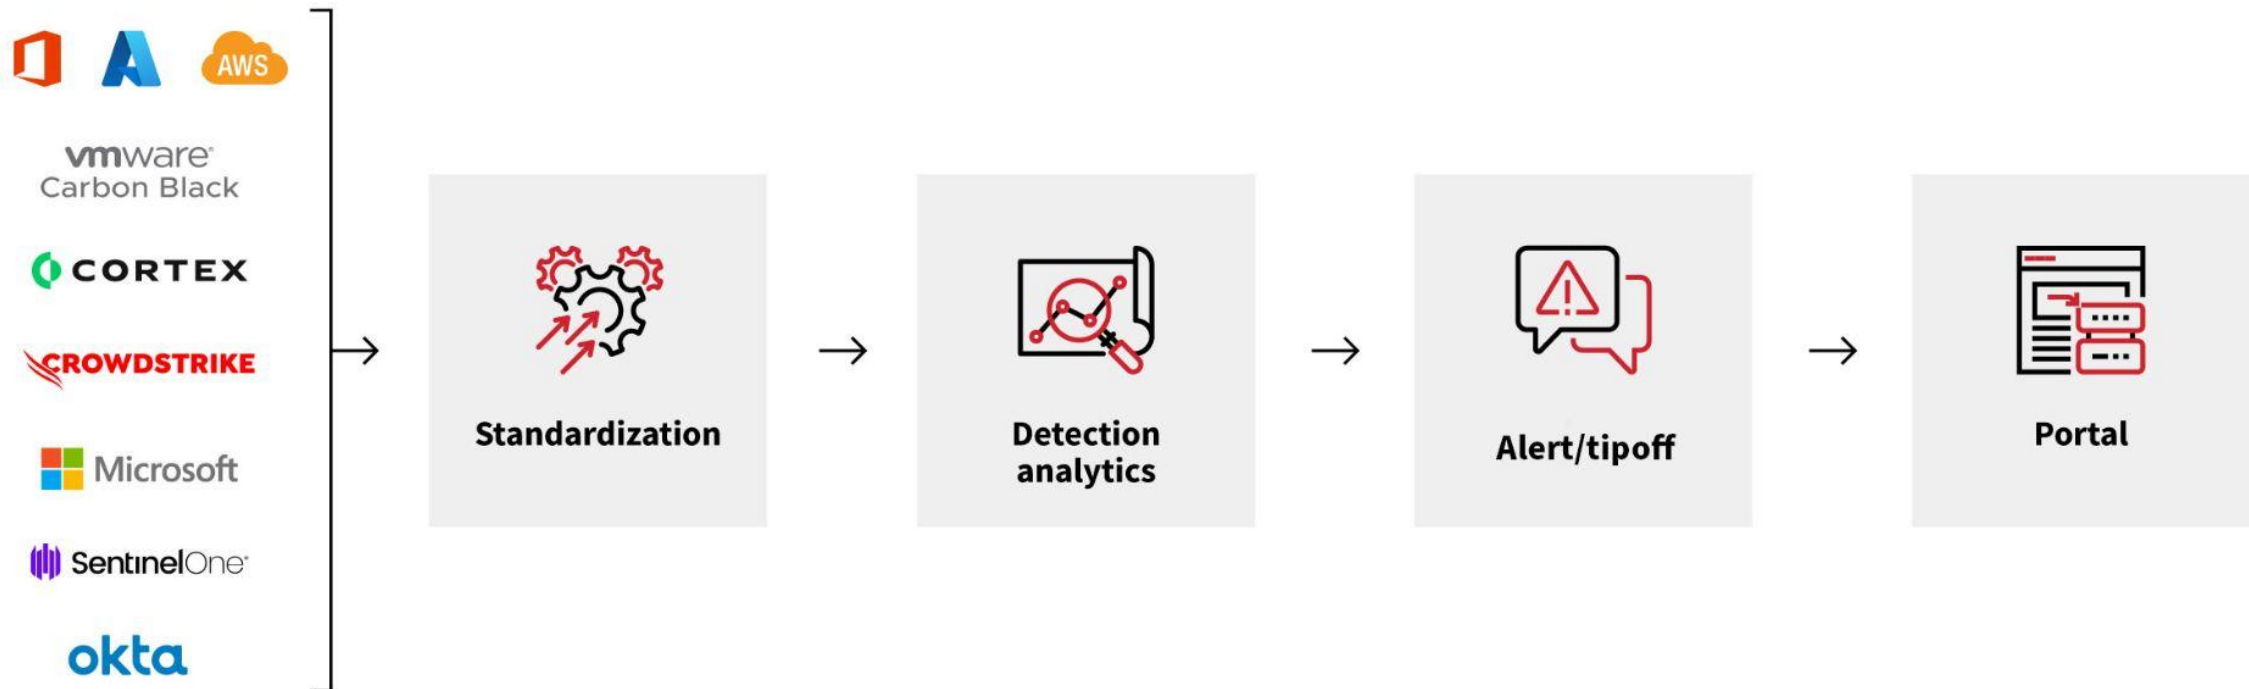 AWS
vmware®
Carbon Black
CORTEX
CROWDSTRIKE
Microsoft
SentinelOne®
okta
Standardization
Detection
analytics
Alert/tipoff
Portal